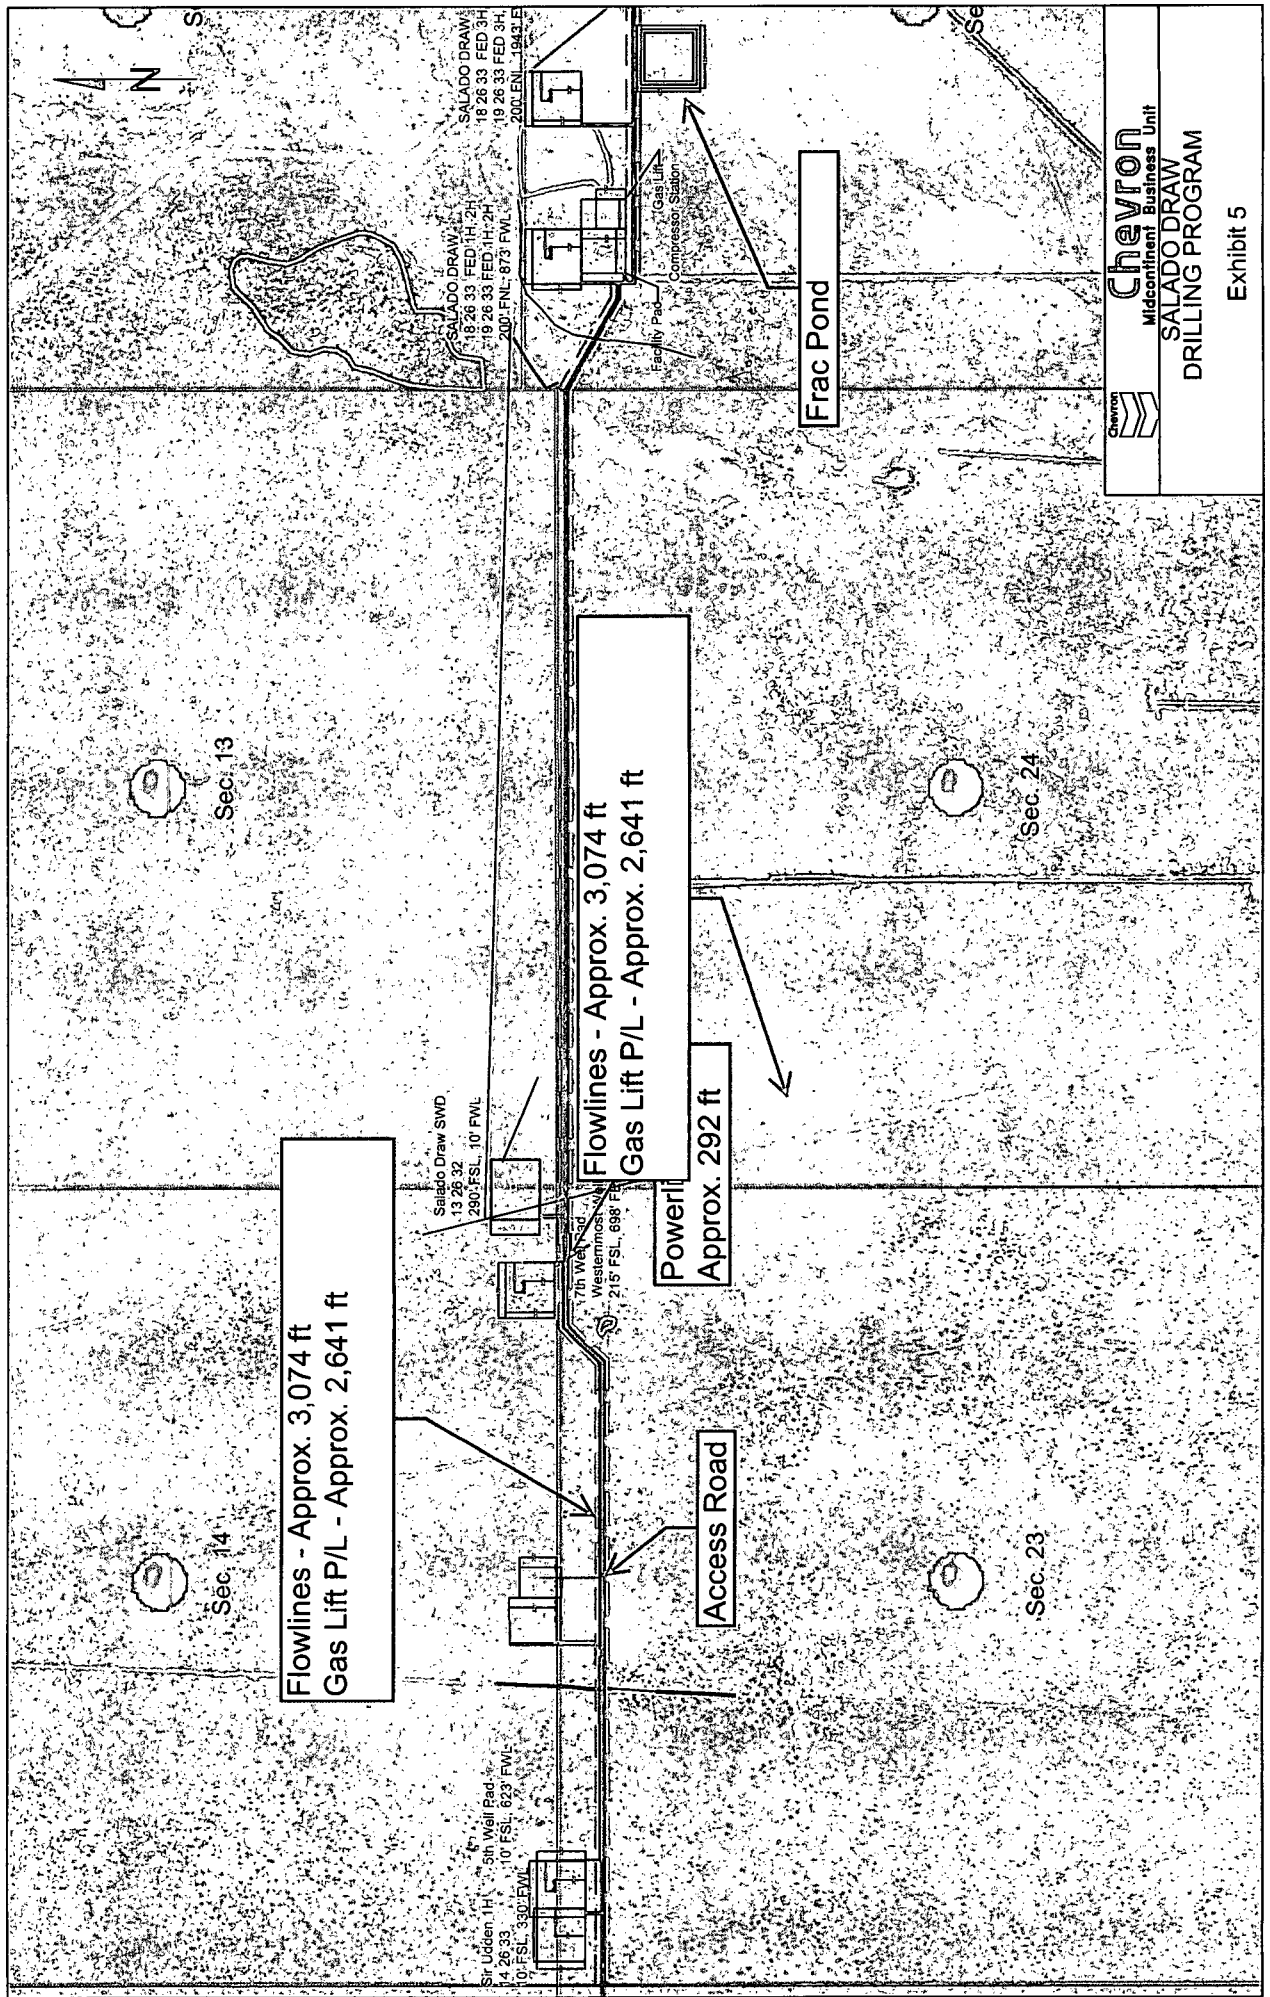 N
SALADO DRAW
18 26 33 FED 3H
19 26 33 FED 3H,
200' FNL, 1943' F
SALADO DRAW
18 26 33 FED 1H, 2H
19 26 33 FED 1H, 2H
200' FNL, 873' FWL
Gas Lift
Compressor Station
Facility Pad
Frac Pond
Sec. 13
Salado Draw SWD
13 26 32
290' FSL, 10' FWL
Flowlines - Approx. 3,074 ft
Gas Lift P/L - Approx. 2,641 ft
7th Well Pad
Westernmost Well
215' FSL, 698' FE
Powerli
Approx. 292 ft
Sec. 24
Flowlines - Approx. 3,074 ft
Gas Lift P/L - Approx. 2,641 ft
Sec. 14
Access Road
Sec. 23
Sir Udden 1H
14 26 33
10' FSL, 330' FWL
5th Well Pad
10' FSL, 623' FWL
S
Se
Chevron
Chevron
Midcontinent Business Unit
SALADO DRAW
DRILLING PROGRAM
Exhibit 5